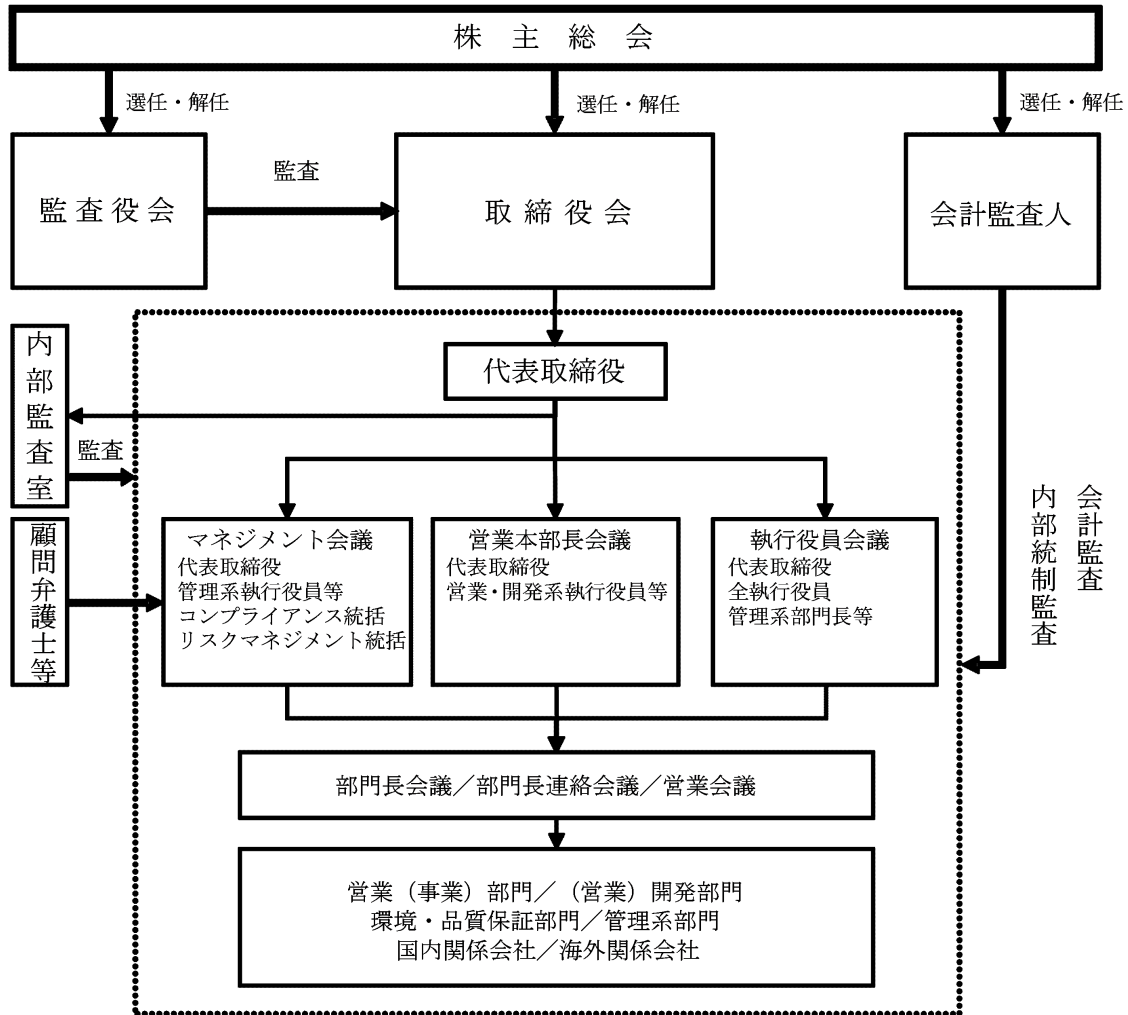 株主総会
選任・解任
選任・解任
選任・解任
監査役会
監査
取締役会
会計監査人
内部監査室
代表取締役
監査
顧問弁護士等
マネジメント会議
代表取締役
管理系執行役員等
コンプライアンス統括
リスクマネジメント統括
営業本部長会議
代表取締役
営業・開発系執行役員等
執行役員会議
代表取締役
全執行役員
管理系部門長等
会計監査
内部統制監査
部門長会議／部門長連絡会議／営業会議
営業（事業）部門／（営業）開発部門
環境・品質保証部門／管理系部門
国内関係会社／海外関係会社